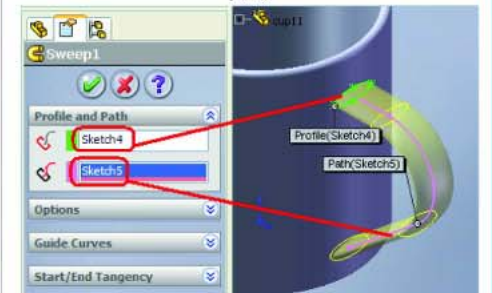 Sweep1
Profile and Path
Sketch4
Sketch5
Options
Guide Curves
Start/End Tangency
cup11
Profile(Sketch4)
Path(Sketch5)